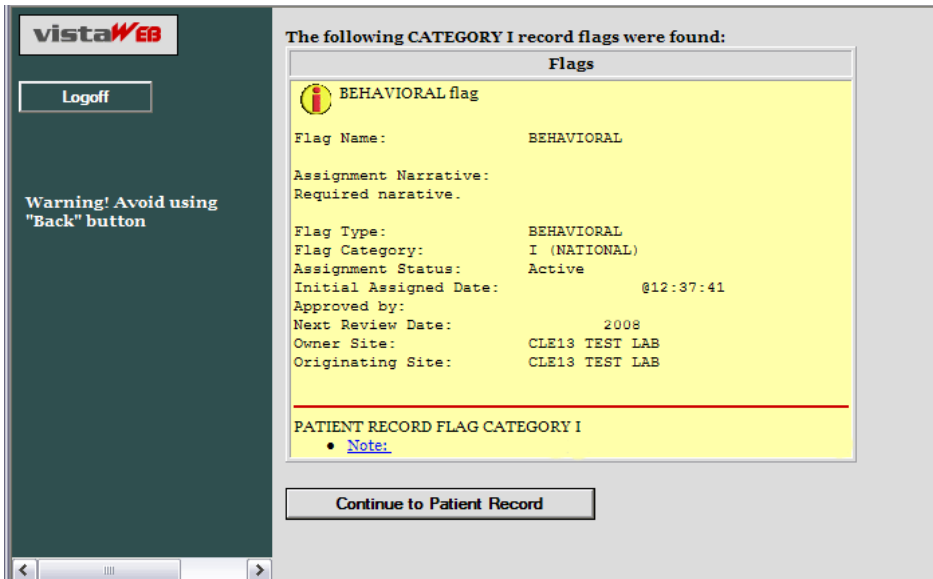 vistaWEB
Logoff
Warning! Avoid using
"Back" button
The following CATEGORY I record flags were found:
Flags
BEHAVIORAL flag
Flag Name: BEHAVIORAL
Assignment Narrative:
Required narative.
Flag Type: BEHAVIORAL
Flag Category: I (NATIONAL)
Assignment Status: Active
Initial Assigned Date: @12:37:41
Approved by:
Next Review Date: 2008
Owner Site: CLE13 TEST LAB
Originating Site: CLE13 TEST LAB
PATIENT RECORD FLAG CATEGORY I
• Note:
Continue to Patient Record